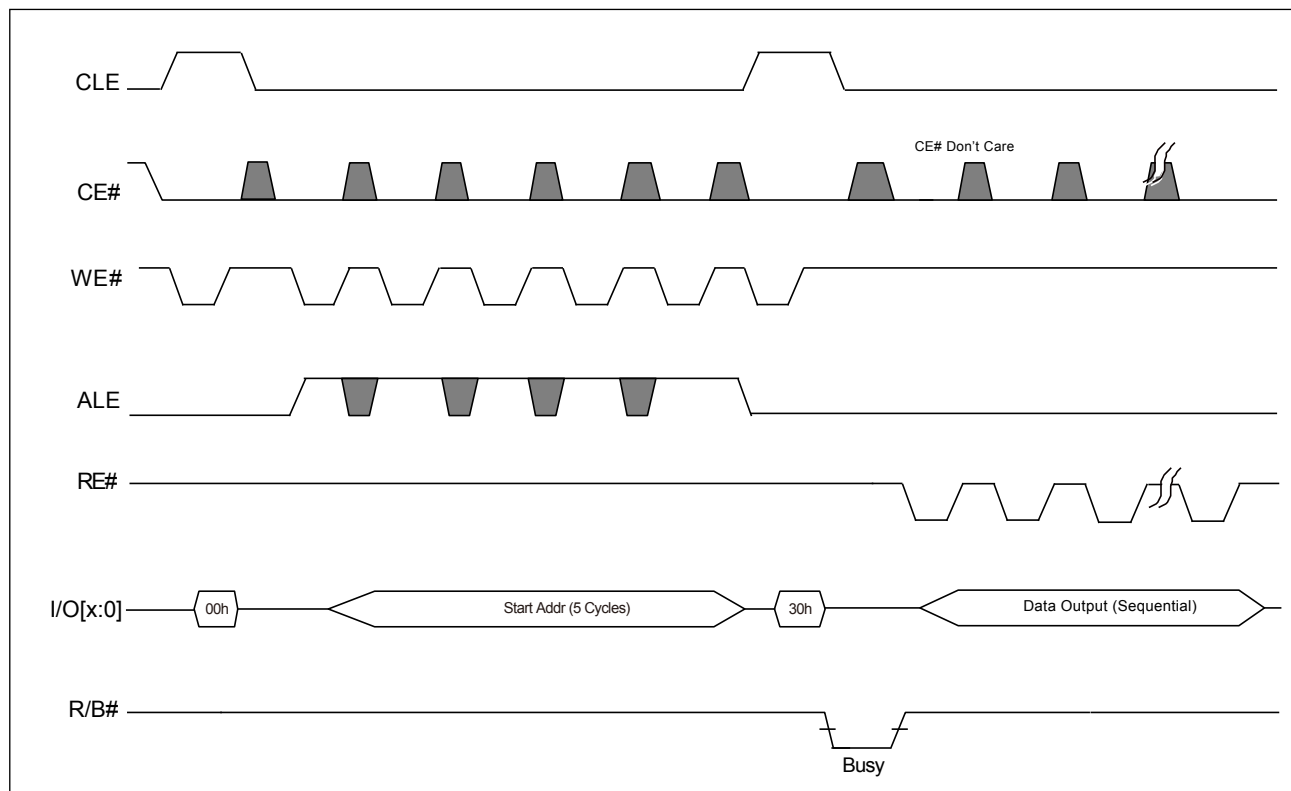 CLE
CE# Don't Care
CE#
WE#
ALE
RE#
I/O[x:0]
00h
Start Addr (5 Cycles)
30h
Data Output (Sequential)
R/B#
Busy